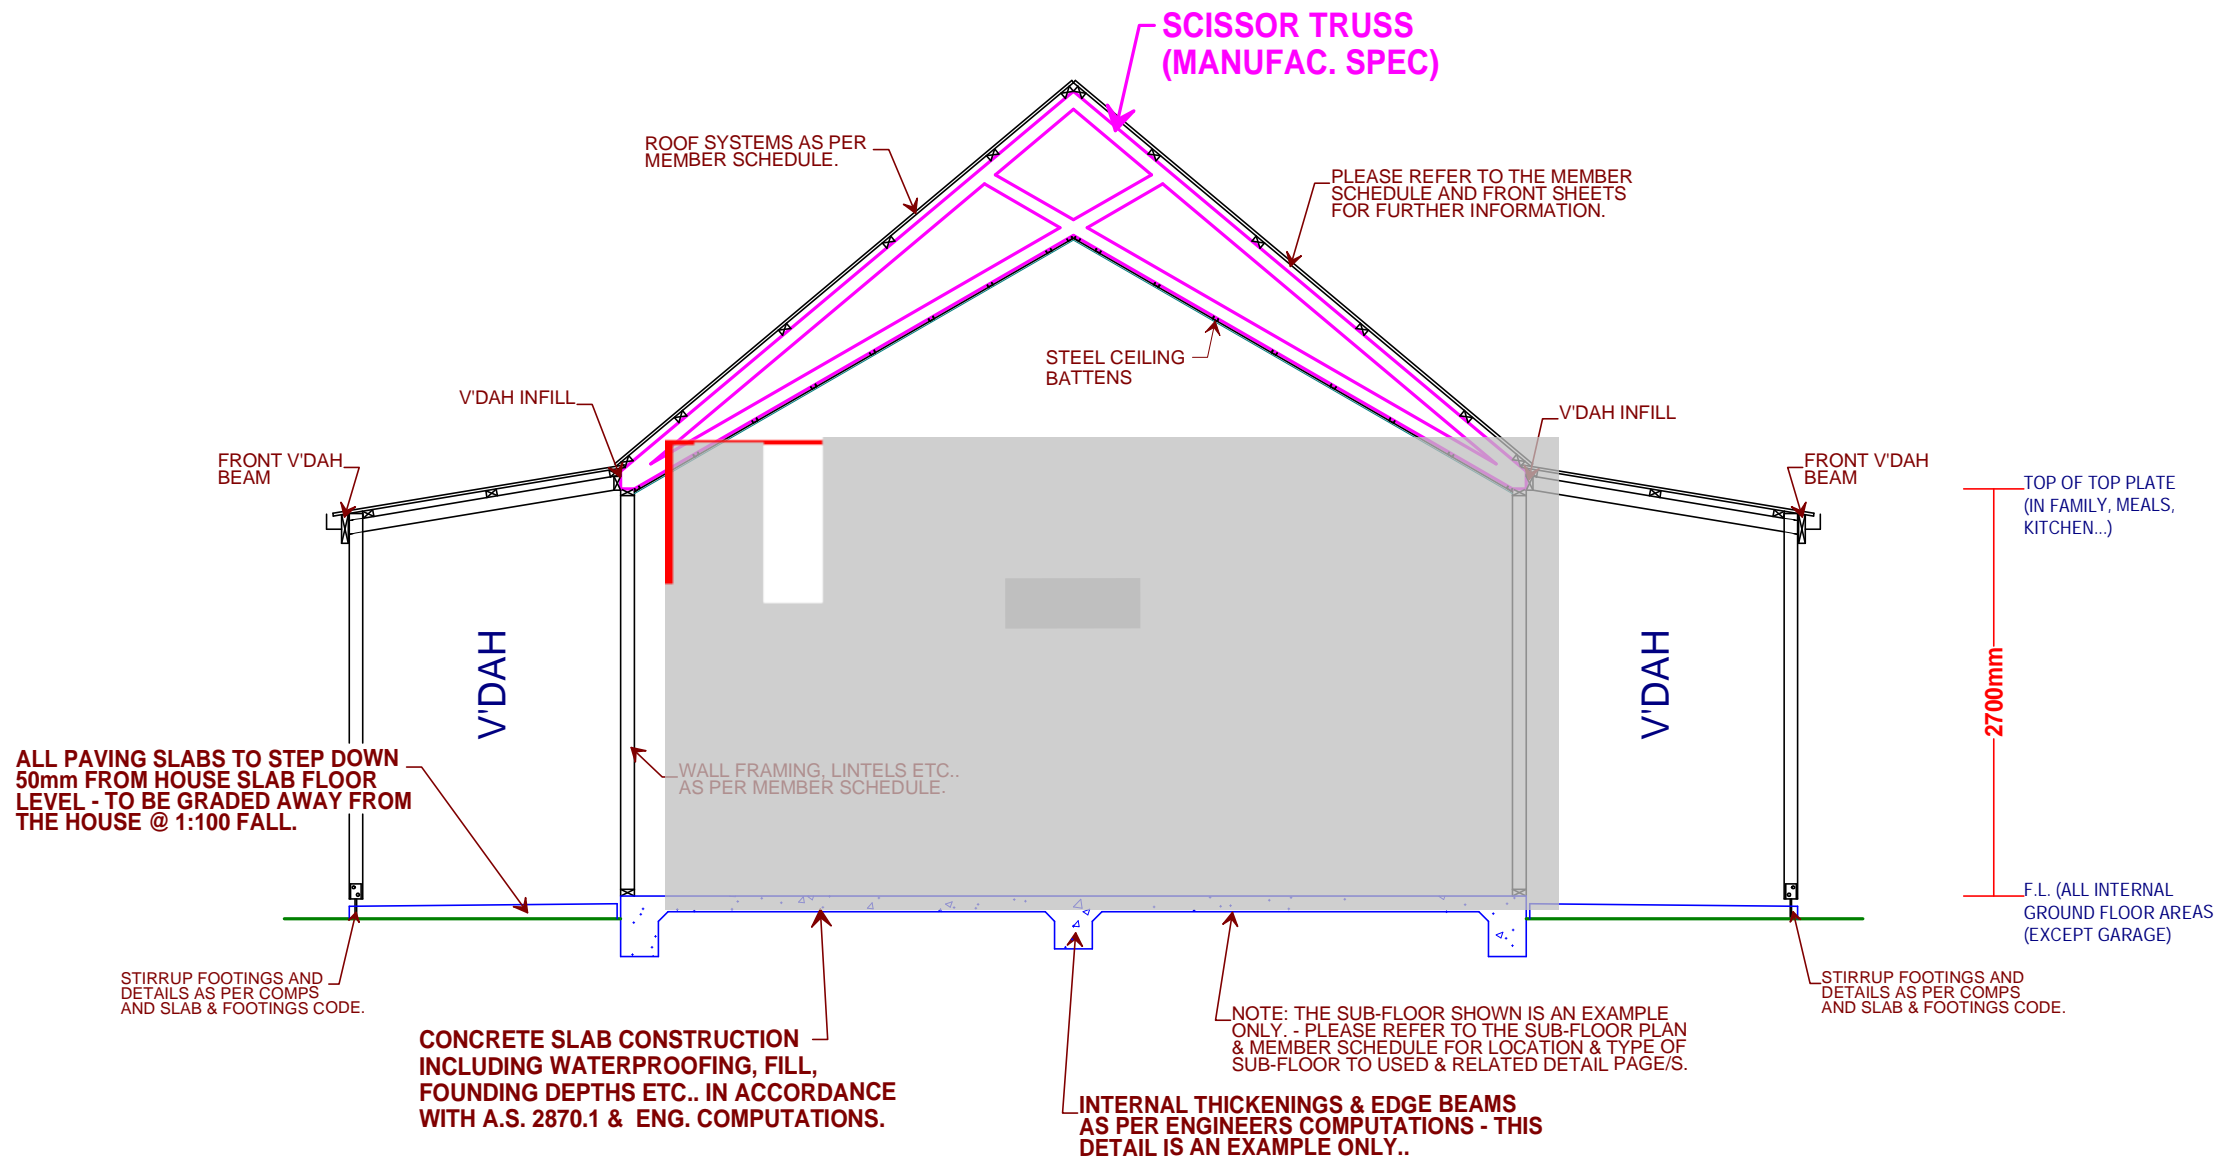 SCISSOR TRUSS
(MANUFAC. SPEC)
ROOF SYSTEMS AS PER
MEMBER SCHEDULE.
PLEASE REFER TO THE MEMBER
SCHEDULE AND FRONT SHEETS
FOR FURTHER INFORMATION.
STEEL CEILING
BATTENS
V'DAH INFILL
V'DAH INFILL
FRONT V'DAH
BEAM
FRONT V'DAH
BEAM
TOP OF TOP PLATE
(IN FAMILY, MEALS,
KITCHEN...)
V'DAH
V'DAH
2700mm
ALL PAVING SLABS TO STEP DOWN
50mm FROM HOUSE SLAB FLOOR
LEVEL - TO BE GRADED AWAY FROM
THE HOUSE @ 1:100 FALL.
WALL FRAMING, LINTELS ETC..
AS PER MEMBER SCHEDULE.
F.L. (ALL INTERNAL
GROUND FLOOR AREAS
(EXCEPT GARAGE)
STIRRUP FOOTINGS AND
DETAILS AS PER COMPS
AND SLAB & FOOTINGS CODE.
STIRRUP FOOTINGS AND
DETAILS AS PER COMPS
AND SLAB & FOOTINGS CODE.
CONCRETE SLAB CONSTRUCTION
INCLUDING WATERPROOFING, FILL,
FOUNDING DEPTHS ETC.. IN ACCORDANCE
WITH A.S. 2870.1 & ENG. COMPUTATIONS.
NOTE: THE SUB-FLOOR SHOWN IS AN EXAMPLE
ONLY. - PLEASE REFER TO THE SUB-FLOOR PLAN
& MEMBER SCHEDULE FOR LOCATION & TYPE OF
SUB-FLOOR TO USED & RELATED DETAIL PAGE/S.
INTERNAL THICKENINGS & EDGE BEAMS
AS PER ENGINEERS COMPUTATIONS - THIS
DETAIL IS AN EXAMPLE ONLY..